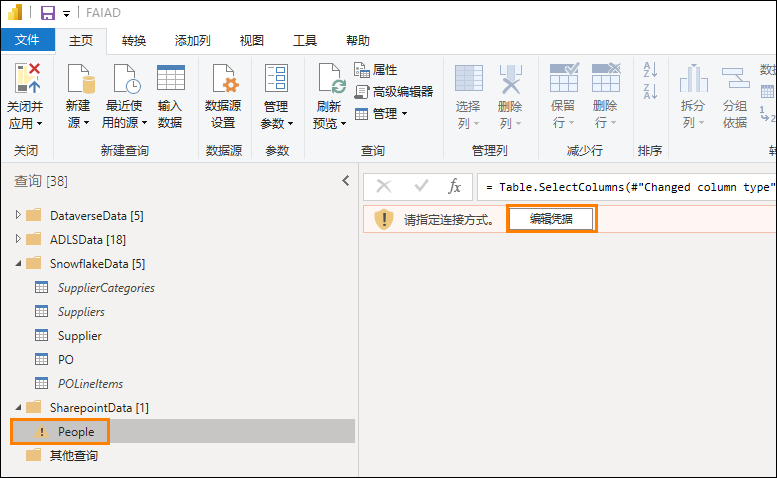 FAIAD
文件 主页 转换 添加列 视图 工具 帮助
关闭并应用 新建源 最近使用的源 输入数据 数据源设置 管理参数 刷新预览 属性 高级编辑器 管理 选择列 删除列 保留行 删除行 拆分列 分组依据 数据
关闭 新建查询 数据源 参数 查询 管理列 减少行 排序 转
查询 [38]
= Table.SelectColumns(#"Changed column type"
请指定连接方式。 编辑凭据
DataverseData [5]
ADLSData [18]
SnowflakeData [5]
SupplierCategories
Suppliers
Supplier
PO
POLineItems
SharepointData [1]
People
其他查询